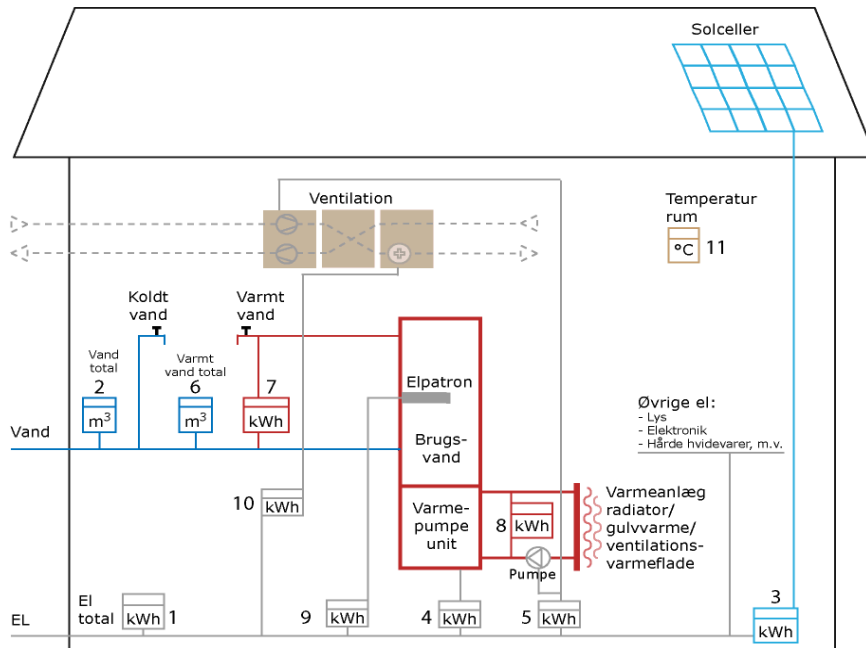 Solceller
Ventilation
Temperatur
rum
°C
11
Koldt
vand
Varmt
vand
Vand
total
2
m³
Varmt
vand total
6
m³
7
kWh
Elpatron
Øvrige el:
- Lys
- Elektronik
- Hårde hvidevarer, m.v.
Vand
Brugs-
vand
10
kWh
Varme-
pumpe
unit
8
kWh
Pumpe
Varmeanlæg
radiator/
gulvvarme/
ventilations-
varmeflade
EL
El
total
kWh
1
9
kWh
4
kWh
5
kWh
3
kWh